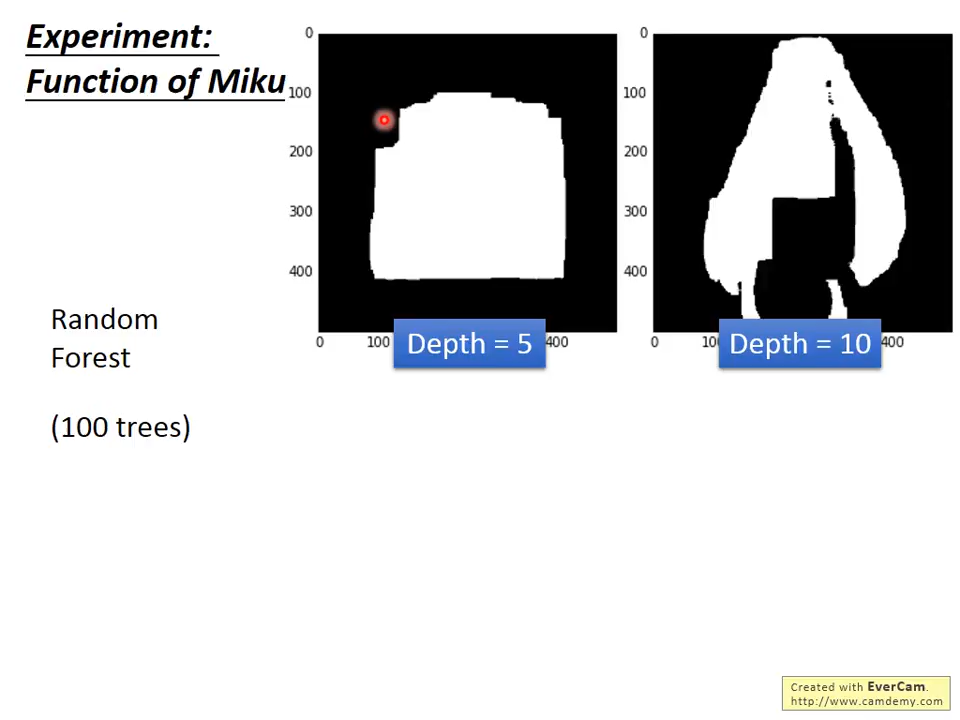 Experiment:
Function of Miku
0
100
200
300
400
0
100
400
Depth = 5
0
100
200
300
400
0
400
Depth = 10
Random
Forest
(100 trees)
Created with EverCam.
http://www.camdemy.com